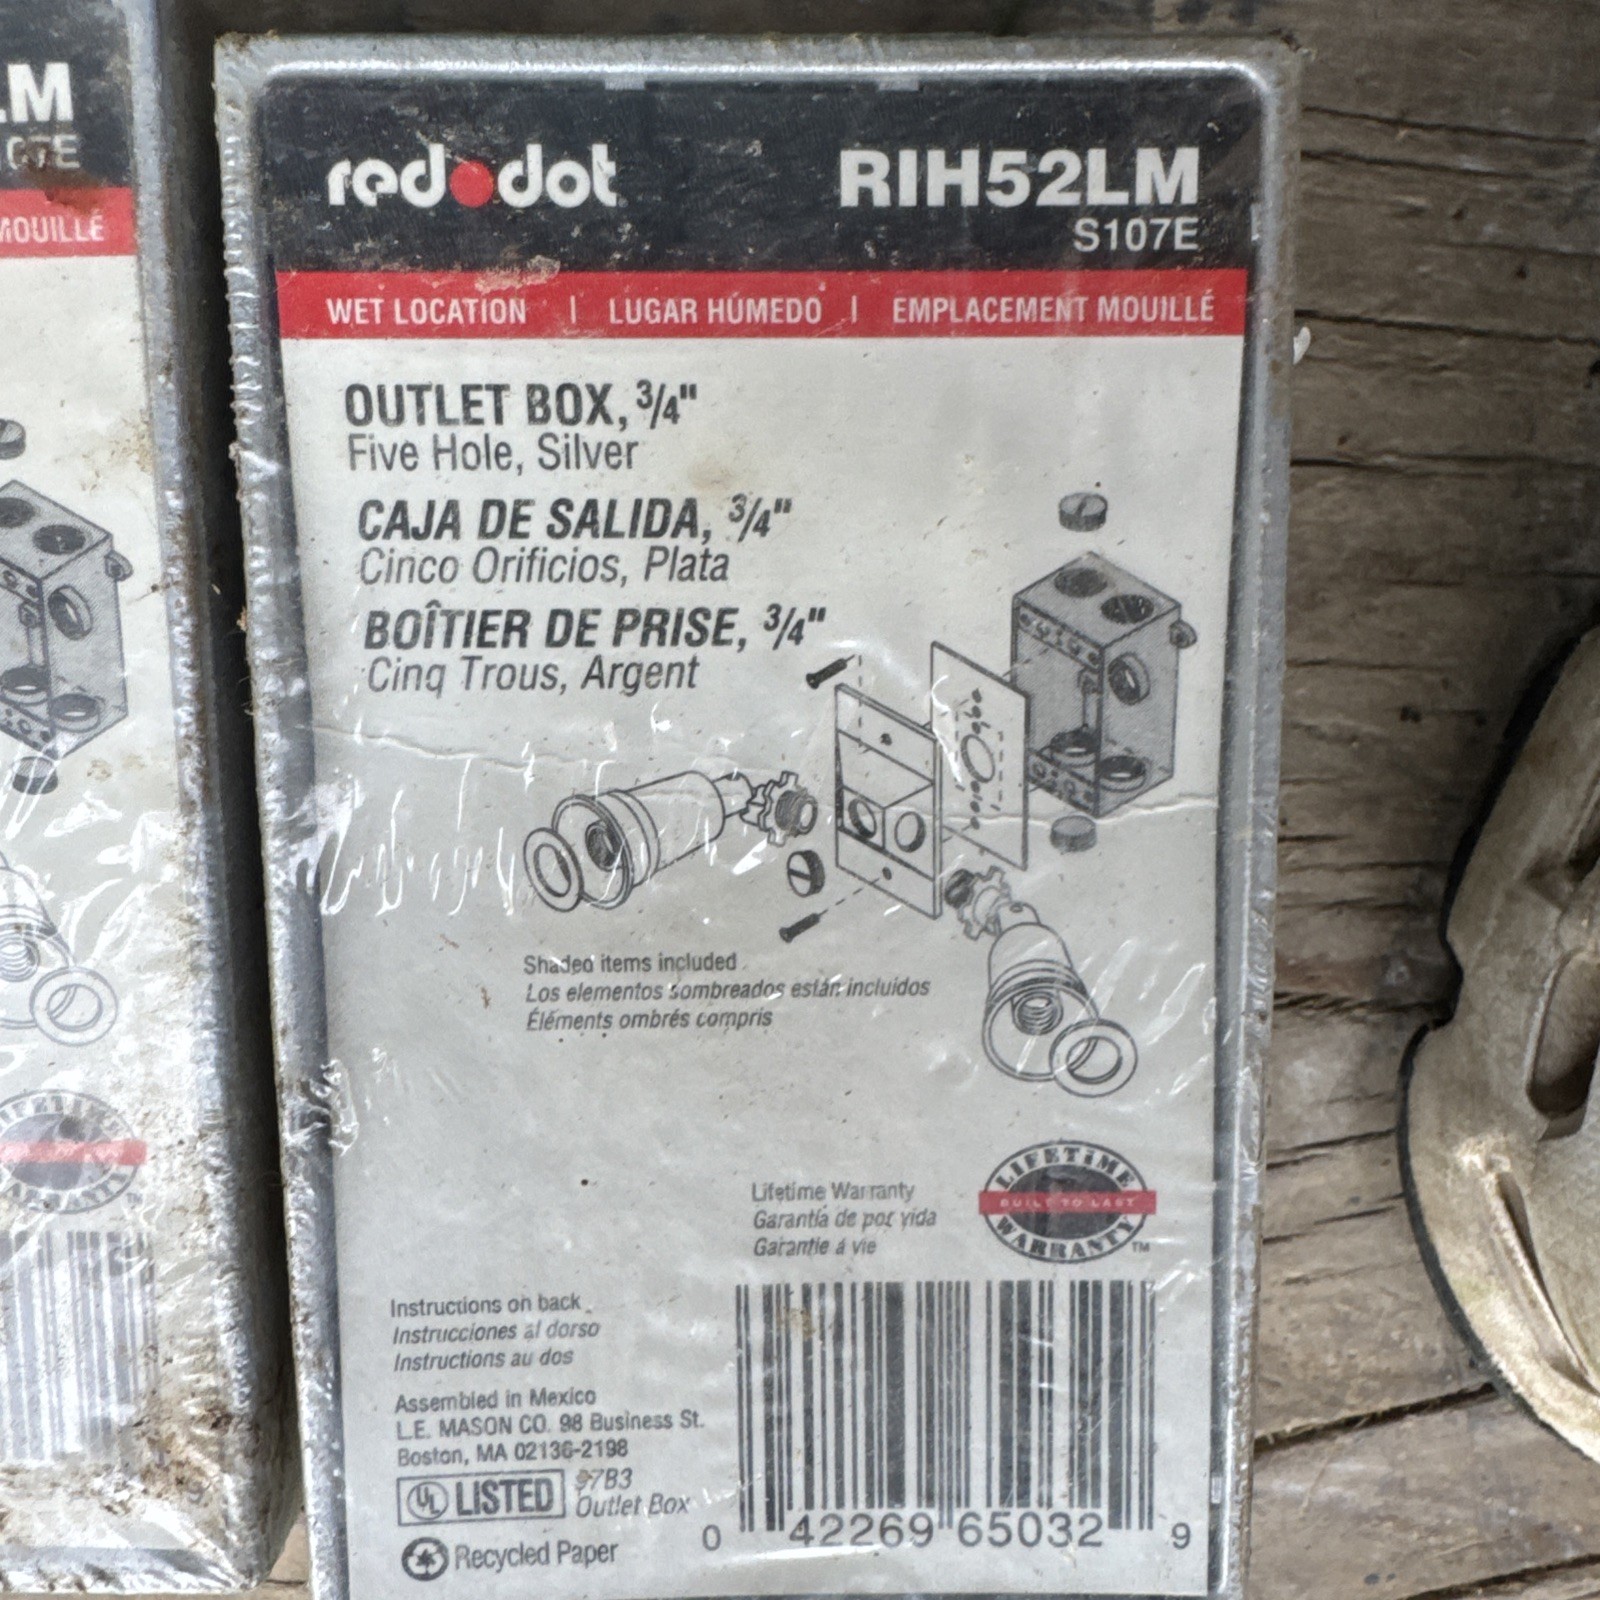 LM
MOUILLÉ
red dot
RIH52LM
S107E
WET LOCATION | LUGAR HÚMEDO | EMPLACEMENT MOUILLÉ
OUTLET BOX, 3/4"
Five Hole, Silver
CAJA DE SALIDA, 3/4"
Cinco Orificios, Plata
BOÎTIER DE PRISE, 3/4"
Cinq Trous, Argent
Shaded items included
Los elementos sombreados están incluidos
Éléments ombrés compris
Lifetime Warranty
Garantía de por vida
Garantie á vie
LIFETIME
BUILT TO LAST
WARRANTY
TM
Instructions on back
Instrucciones al dorso
Instructions au dos
Assembled in Mexico
L.E. MASON CO. 98 Business St.
Boston, MA 02136-2198
UL LISTED 97B3
Outlet Box
Recycled Paper
0 42269 65032 9